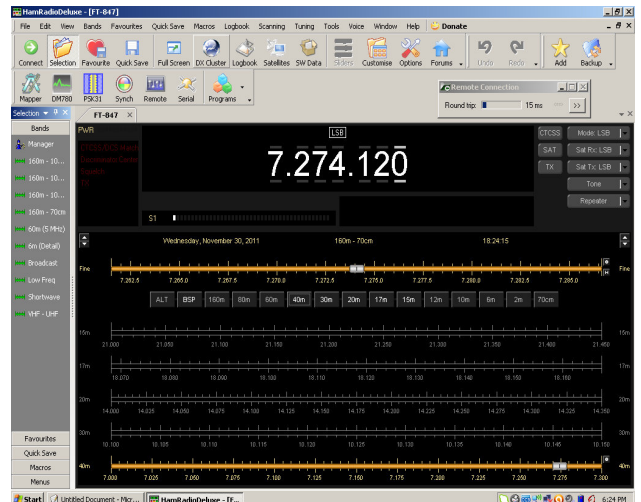 HamRadioDeluxe - [FT-847]
File Edit View Bands Favourites Quick Save Macros Logbook Scanning Tuning Tools Voice Window Help Donate
Connect Selection Favourite Quick Save Full Screen DX Cluster Logbook Satellites SW Data Sliders Customise Options Forums Undo Redo Add Backup
Mapper DM780 PSK31 Synch Remote Serial Programs
Remote Connection
Round trip: 15 ms >>
Selection
FT-847
Bands
Manager
160m - 10...
160m - 10...
160m - 10...
160m - 70cm
60m (5 MHz)
6m (Detail)
Broadcast
Low Freq
Shortwave
VHF - UHF
Favourites
Quick Save
Macros
Menus
PWR
LSB
7.274.120
CTCSS Mode: LSB
SAT Sat Rx: LSB
TX Sat Tx: LSB
Tone
Repeater
S1
Wednesday, November 30, 2011 160m - 70cm 18:24:15
Fine Fine
7.262.5 7.265.0 7.267.5 7.270.0 7.272.5 7.275.0 7.277.5 7.280.0 7.282.5 7.285.0
ALT BSP 160m 80m 60m 40m 30m 20m 17m 15m 12m 10m 6m 2m 70cm
15m 15m
21.000 21.050 21.100 21.150 21.200 21.250 21.300 21.350 21.400 21.450
17m 17m
18.070 18.080 18.090 18.100 18.110 18.120 18.130 18.140 18.150 18.160
20m 20m
14.000 14.025 14.050 14.075 14.100 14.125 14.150 14.175 14.200 14.225 14.250 14.275 14.300 14.325 14.350
30m 30m
10.100 10.105 10.110 10.115 10.120 10.125 10.130 10.135 10.140 10.145 10.150
40m 40m
7.000 7.025 7.050 7.075 7.100 7.125 7.150 7.175 7.200 7.225 7.250 7.275 7.300
Start Untitled Document - Micr... HamRadioDeluxe - [F... 6:24 PM